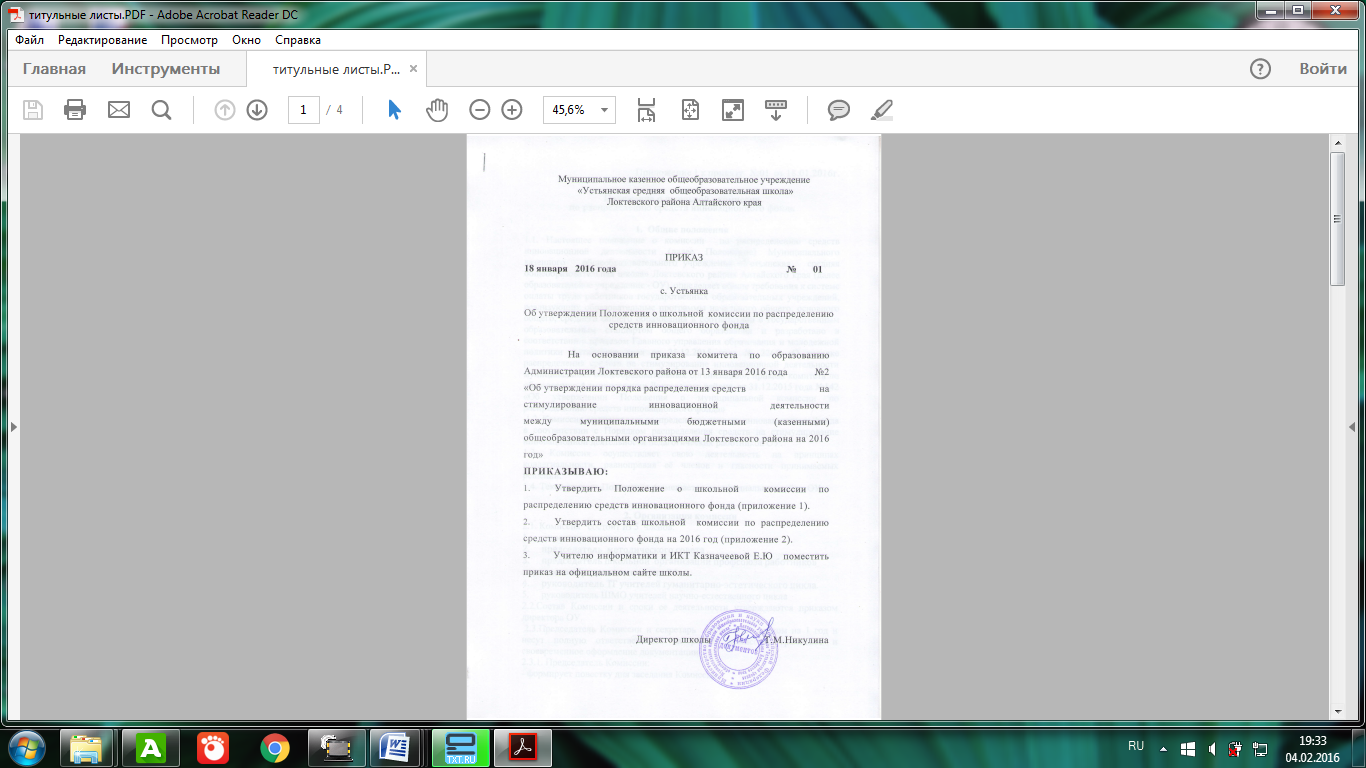 титульные листы.PDF - Adobe Acrobat Reader DC
Файл Редактирование Просмотр Окно Справка
Главная Инструменты титульные листы.P... × ? Войти
1 / 4 45,6%
Муниципальное казенное общеобразовательное учреждение
«Устьянская средняя общеобразовательная школа»
Локтевского района Алтайского края
ПРИКАЗ
18 января 2016 года № 01
с. Устьянка
Об утверждении Положения о школьной комиссии по распределению
средств инновационного фонда
На основании приказа комитета по образованию
Администрации Локтевского района от 13 января 2016 года №2
«Об утверждении порядка распределения средств на
стимулирование инновационной деятельности
между муниципальными бюджетными (казенными)
общеобразовательными организациями Локтевского района на 2016
год»
ПРИКАЗЫВАЮ:
1. Утвердить Положение о школьной комиссии по
распределению средств инновационного фонда (приложение 1).
2. Утвердить состав школьной комиссии по распределению
средств инновационного фонда на 2016 год (приложение 2).
3. Учителю информатики и ИКТ Казначеевой Е.Ю поместить
приказ на официальном сайте школы.
Директор школы Т.М.Никулина
TXT.RU
RU
19:33
04.02.2016